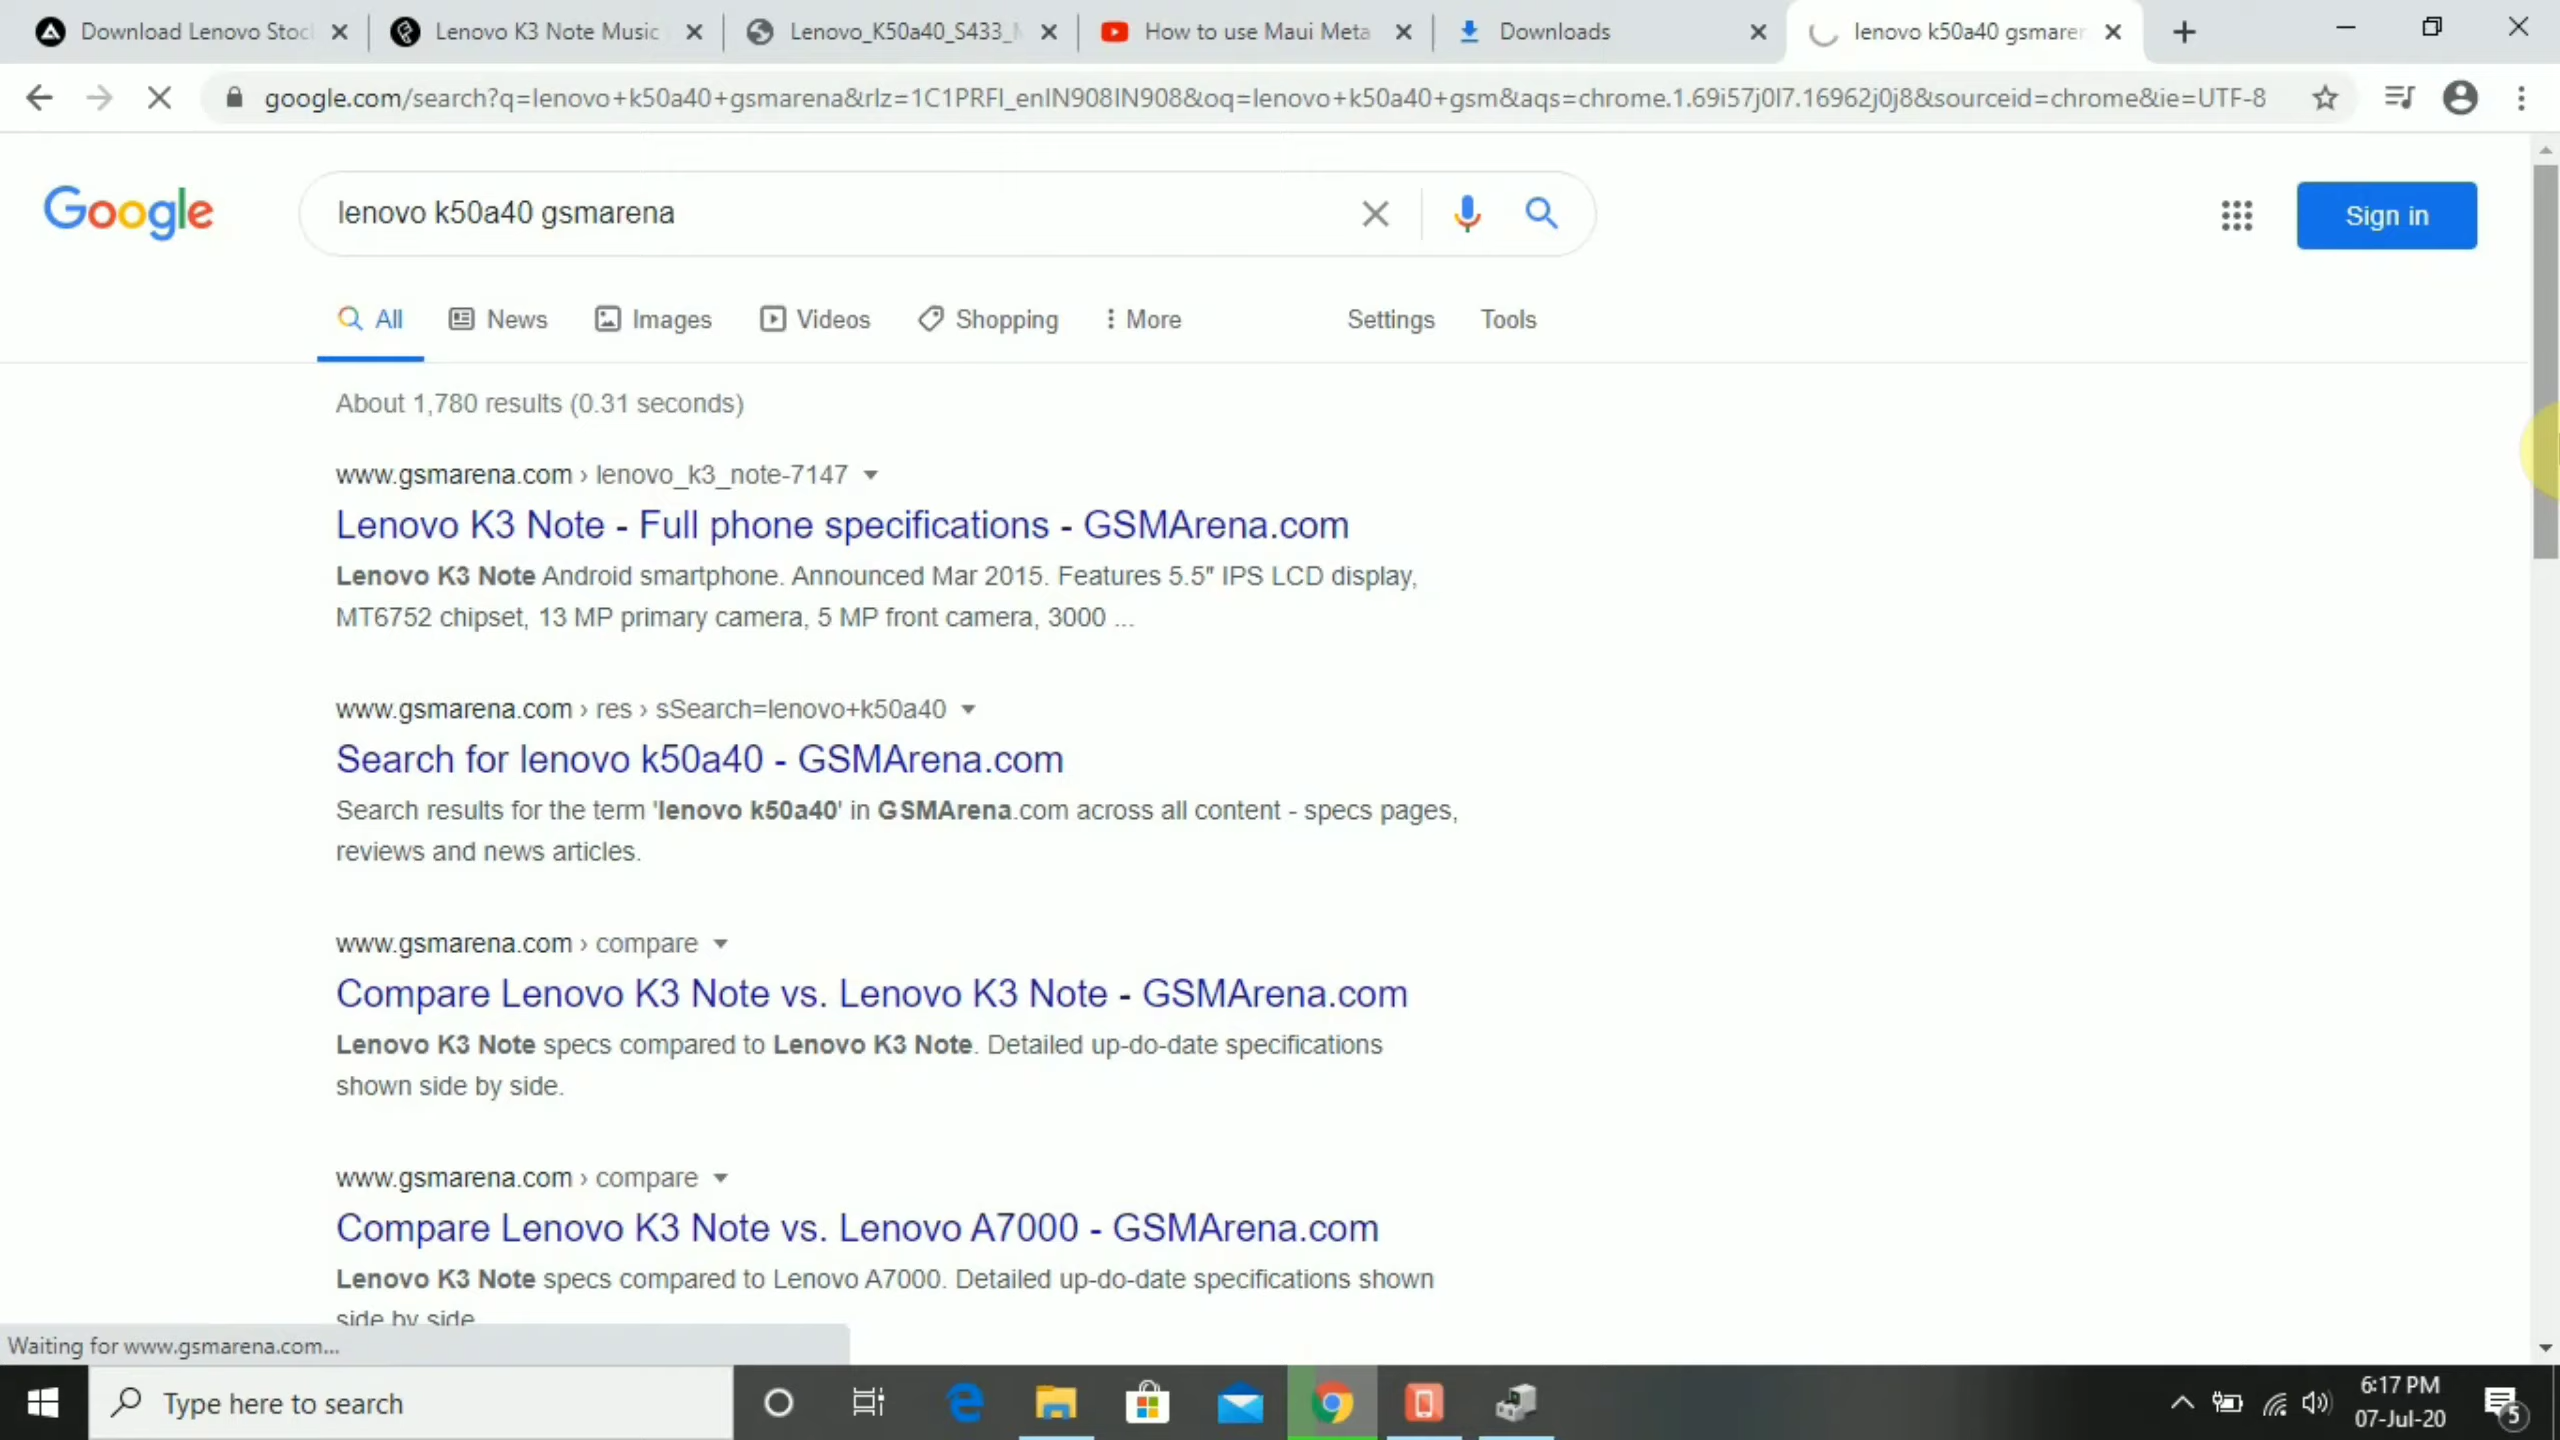 Download Lenovo Stoc
Lenovo K3 Note Music
Lenovo_K50a40_S433_
How to use Maui Meta
Downloads
lenovo k50a40 gsmaren
google.com/search?q=lenovo+k50a40+gsmarena&rlz=1C1PRFI_enIN908IN908&oq=lenovo+k50a40+gsm&aqs=chrome.1.69i57j0l7.16962j0j8&sourceid=chrome&ie=UTF-8
Google
lenovo k50a40 gsmarena
Sign in
All
News
Images
Videos
Shopping
More
Settings
Tools
About 1,780 results (0.31 seconds)
www.gsmarena.com › lenovo_k3_note-7147
Lenovo K3 Note - Full phone specifications - GSMArena.com
Lenovo K3 Note Android smartphone. Announced Mar 2015. Features 5.5″ IPS LCD display,
MT6752 chipset, 13 MP primary camera, 5 MP front camera, 3000 ...
www.gsmarena.com › res › sSearch=lenovo+k50a40
Search for lenovo k50a40 - GSMArena.com
Search results for the term 'lenovo k50a40' in GSMArena.com across all content - specs pages,
reviews and news articles.
www.gsmarena.com › compare
Compare Lenovo K3 Note vs. Lenovo K3 Note - GSMArena.com
Lenovo K3 Note specs compared to Lenovo K3 Note. Detailed up-do-date specifications
shown side by side.
www.gsmarena.com › compare
Compare Lenovo K3 Note vs. Lenovo A7000 - GSMArena.com
Lenovo K3 Note specs compared to Lenovo A7000. Detailed up-do-date specifications shown
side by side
Waiting for www.gsmarena.com...
Type here to search
6:17 PM
07-Jul-20
5